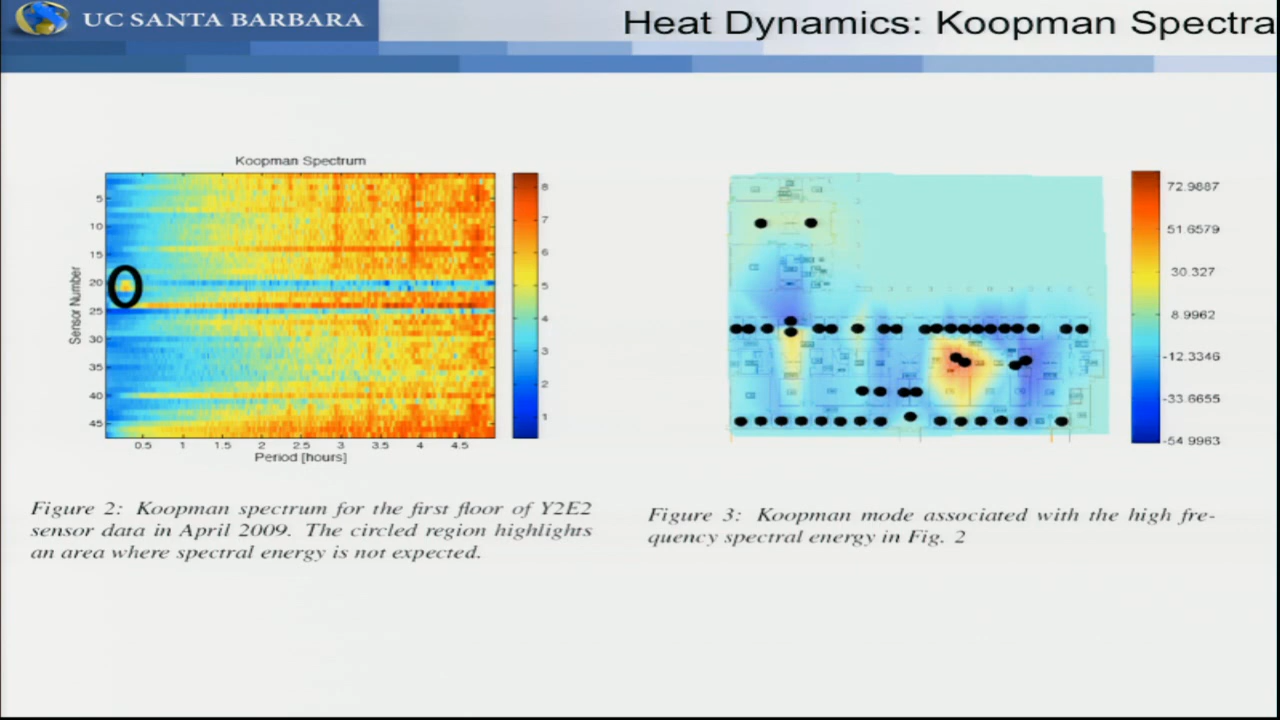 UC SANTA BARBARA
Heat Dynamics: Koopman Spectra
Koopman Spectrum
Sensor Number
5
10
15
20
25
30
35
40
45
0.5 1 1.5 2 2.5 3 3.5 4 4.5
Period [hours]
8
7
6
5
4
3
2
1
72.9887
51.6579
30.327
8.9962
-12.3346
-33.6655
-54.9963
Figure 2: Koopman spectrum for the first floor of Y2E2
sensor data in April 2009. The circled region highlights
an area where spectral energy is not expected.
Figure 3: Koopman mode associated with the high fre-
quency spectral energy in Fig. 2